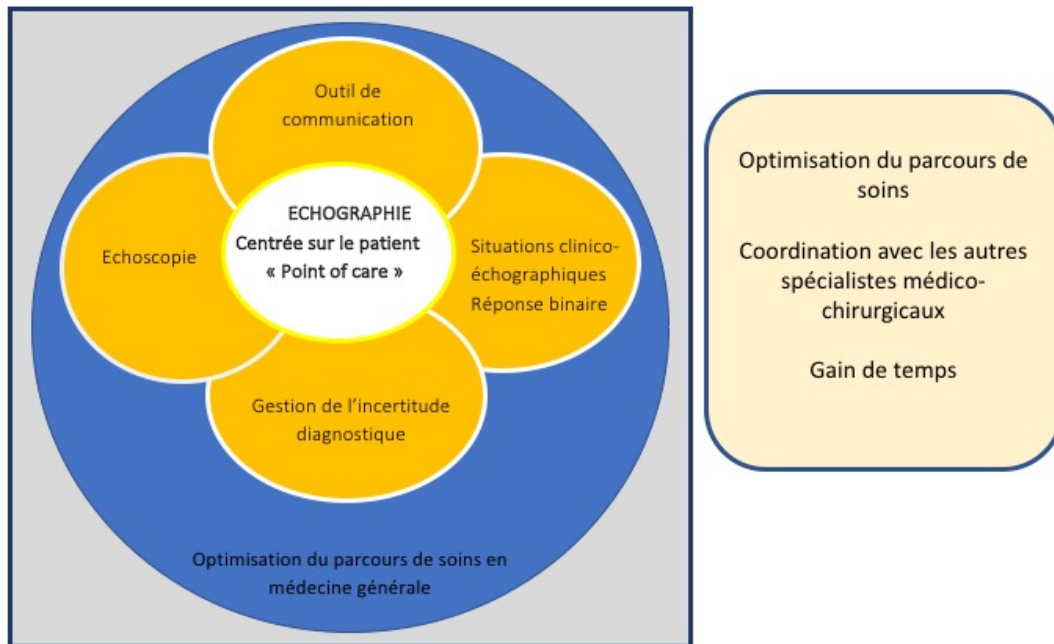 Outil de
communication
ECHOGRAPHIE
Centrée sur le patient
« Point of care »
Echoscopie
Situations clinico-
échographiques
Réponse binaire
Gestion de l'incertitude
diagnostique
Optimisation du parcours de soins en
médecine générale
Optimisation du parcours de
soins
Coordination avec les autres
spécialistes médico-
chirurgicaux
Gain de temps